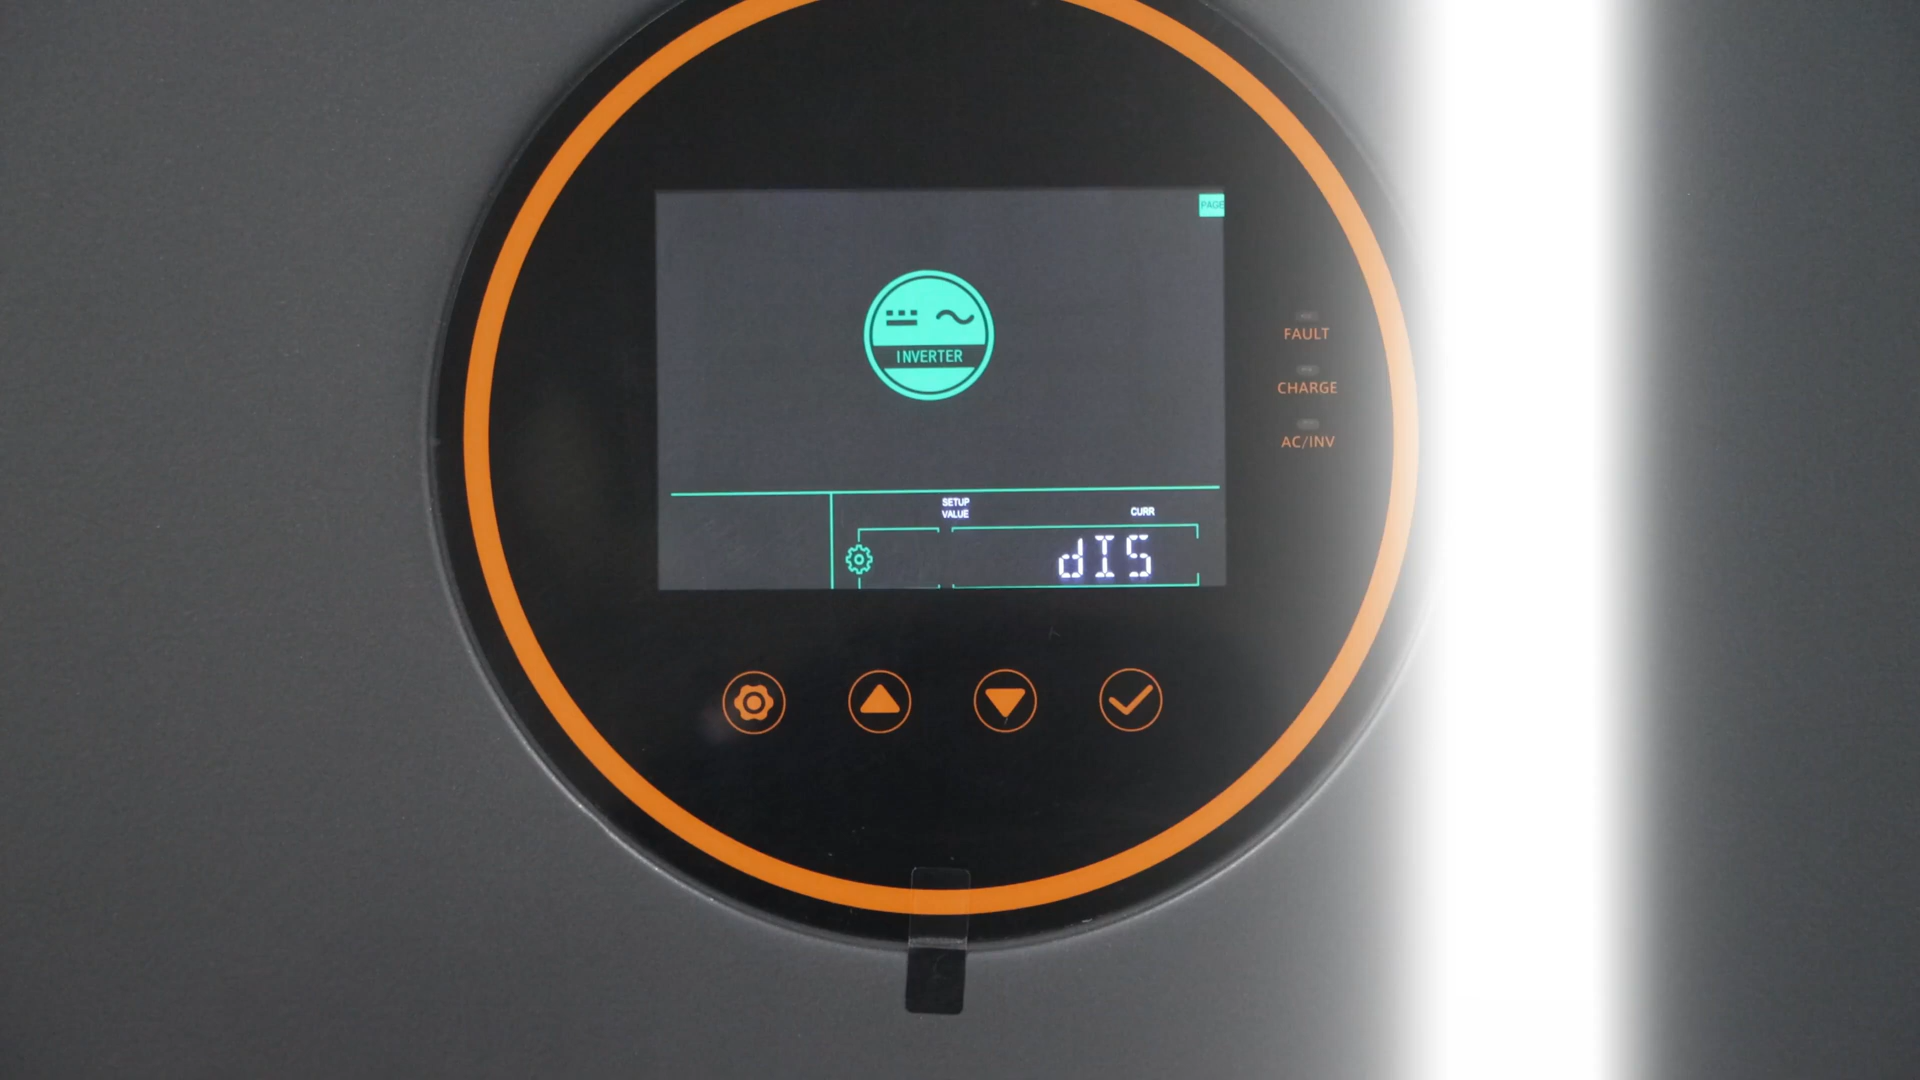 PAGE
INVERTER
FAULT
CHARGE
AC/INV
SETUP
VALUE
CURR
dIS